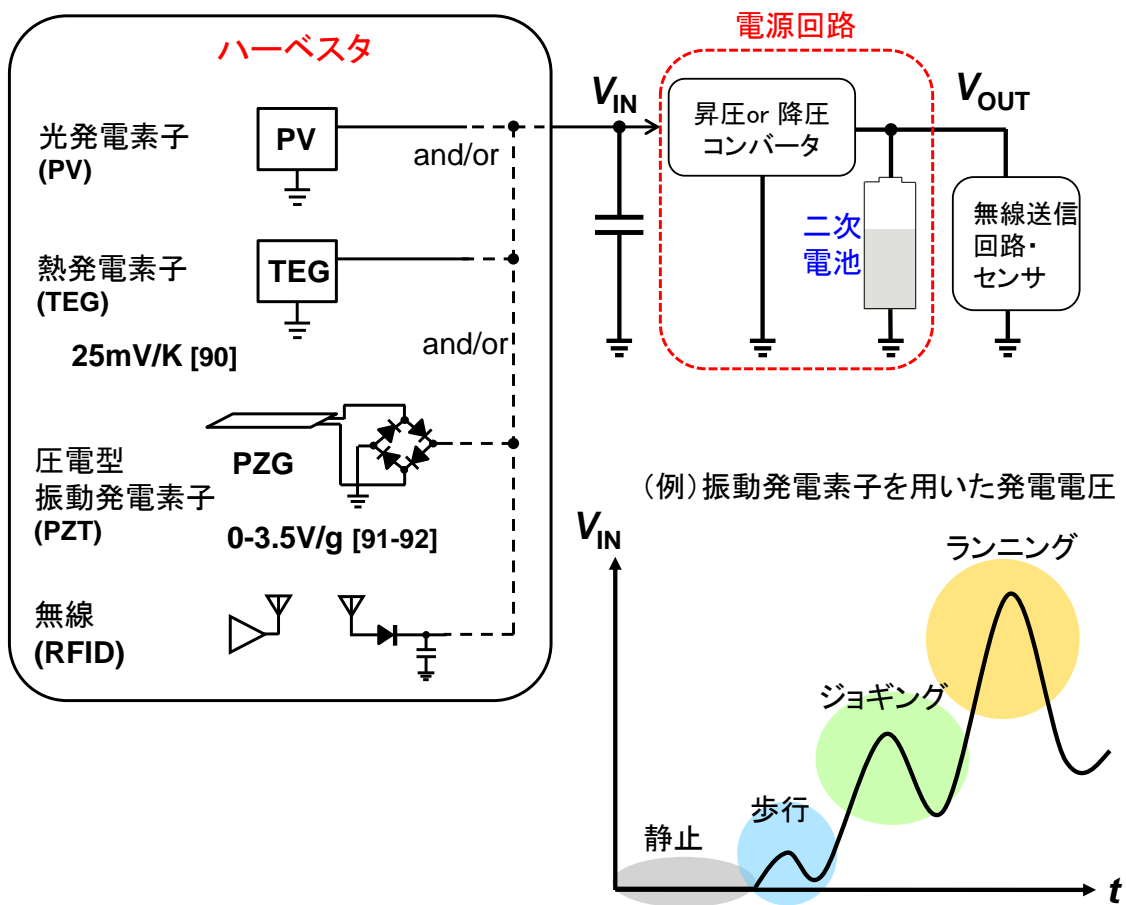 ハーベスタ
光発電素子
(PV)
PV
and/or
熱発電素子
(TEG)
TEG
25mV/K [90]
and/or
圧電型
振動発電素子
(PZT)
PZG
0-3.5V/g [91-92]
無線
(RFID)
電源回路
VIN
昇圧or 降圧
コンバータ
VOUT
二次
電池
無線送信
回路・
センサ
(例)振動発電素子を用いた発電電圧
VIN
ランニング
ジョギング
歩行
静止
t